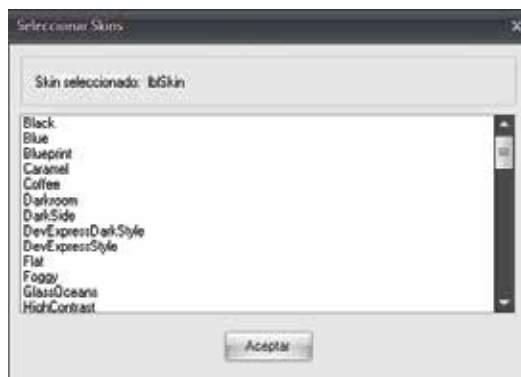 Seleccionar Skins
Skin seleccionado: lblSkin
Black
Blue
Blueprint
Caramel
Coffee
Darkroom
DarkSide
DevExpressDarkStyle
DevExpressStyle
Flat
Foggy
GlassOceans
HighContrast
Aceptar